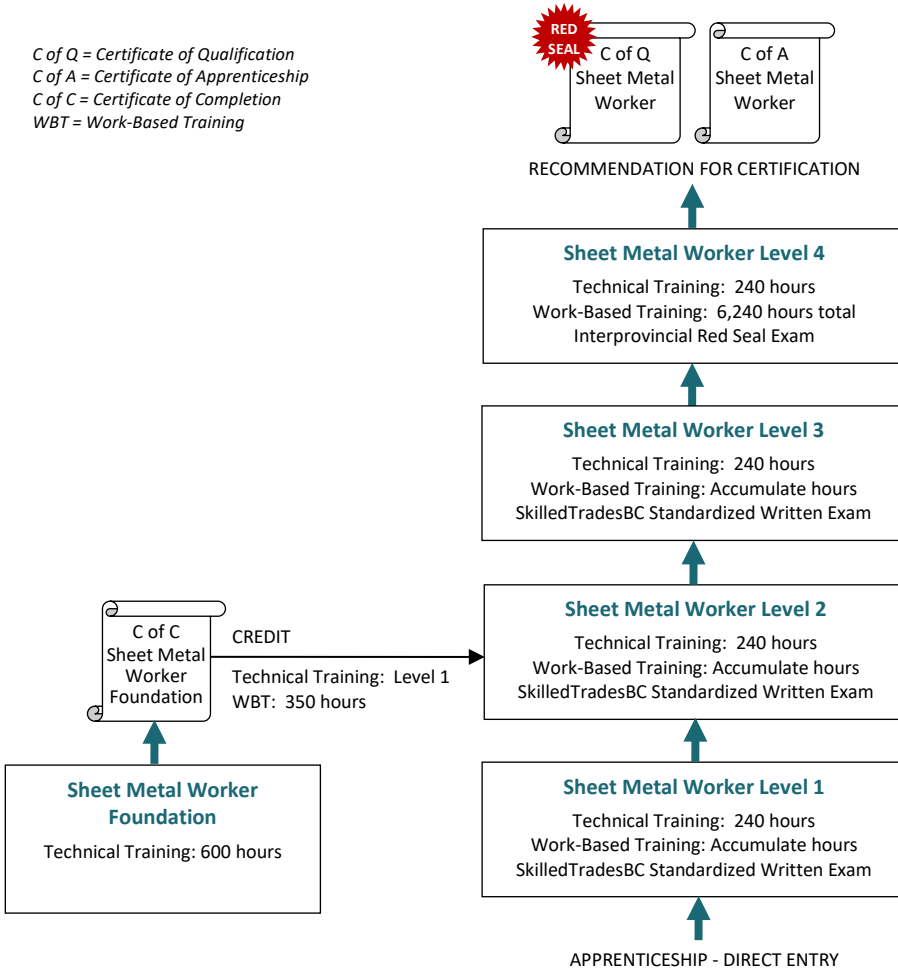 C of Q = Certificate of Qualification
C of A = Certificate of Apprenticeship
C of C = Certificate of Completion
WBT = Work-Based Training
RED
SEAL
C of Q
Sheet Metal
Worker
C of A
Sheet Metal
Worker
RECOMMENDATION FOR CERTIFICATION
Sheet Metal Worker Level 4
Technical Training: 240 hours
Work-Based Training: 6,240 hours total
Interprovincial Red Seal Exam
Sheet Metal Worker Level 3
Technical Training: 240 hours
Work-Based Training: Accumulate hours
SkilledTradesBC Standardized Written Exam
C of C
Sheet Metal
Worker
Foundation
CREDIT
Technical Training: Level 1
WBT: 350 hours
Sheet Metal Worker Level 2
Technical Training: 240 hours
Work-Based Training: Accumulate hours
SkilledTradesBC Standardized Written Exam
Sheet Metal Worker
Foundation
Technical Training: 600 hours
Sheet Metal Worker Level 1
Technical Training: 240 hours
Work-Based Training: Accumulate hours
SkilledTradesBC Standardized Written Exam
APPRENTICESHIP - DIRECT ENTRY